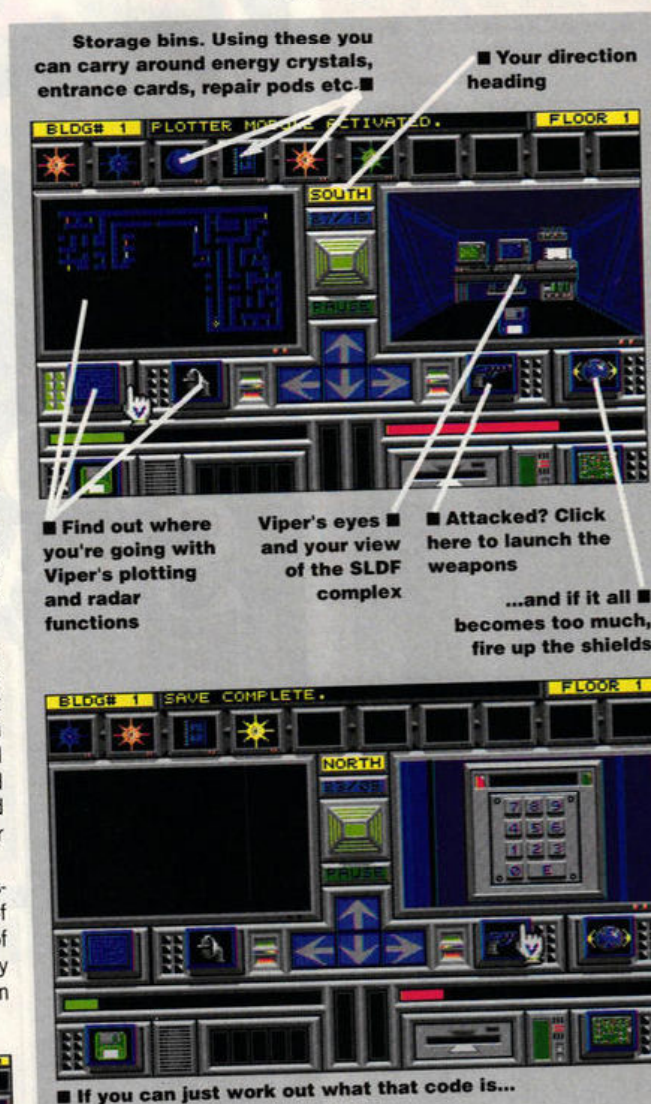 Storage bins. Using these you
can carry around energy crystals,
entrance cards, repair pods etc.■
■ Your direction
heading
BLDG# 1 PLOTTER MODULE ACTIVATED. FLOOR 1
SOUTH
PAUSE
■ Find out where
you're going with
Viper's plotting
and radar
functions
Viper's eyes ■
and your view
of the SLDF
complex
■ Attacked? Click
here to launch the
weapons
...and if it all ■
becomes too much,
fire up the shields
BLDG# 1 SAVE COMPLETE. FLOOR 1
NORTH
7 8 9
4 5 6
1 2 3
0 E
PAUSE
■ If you can just work out what that code is...